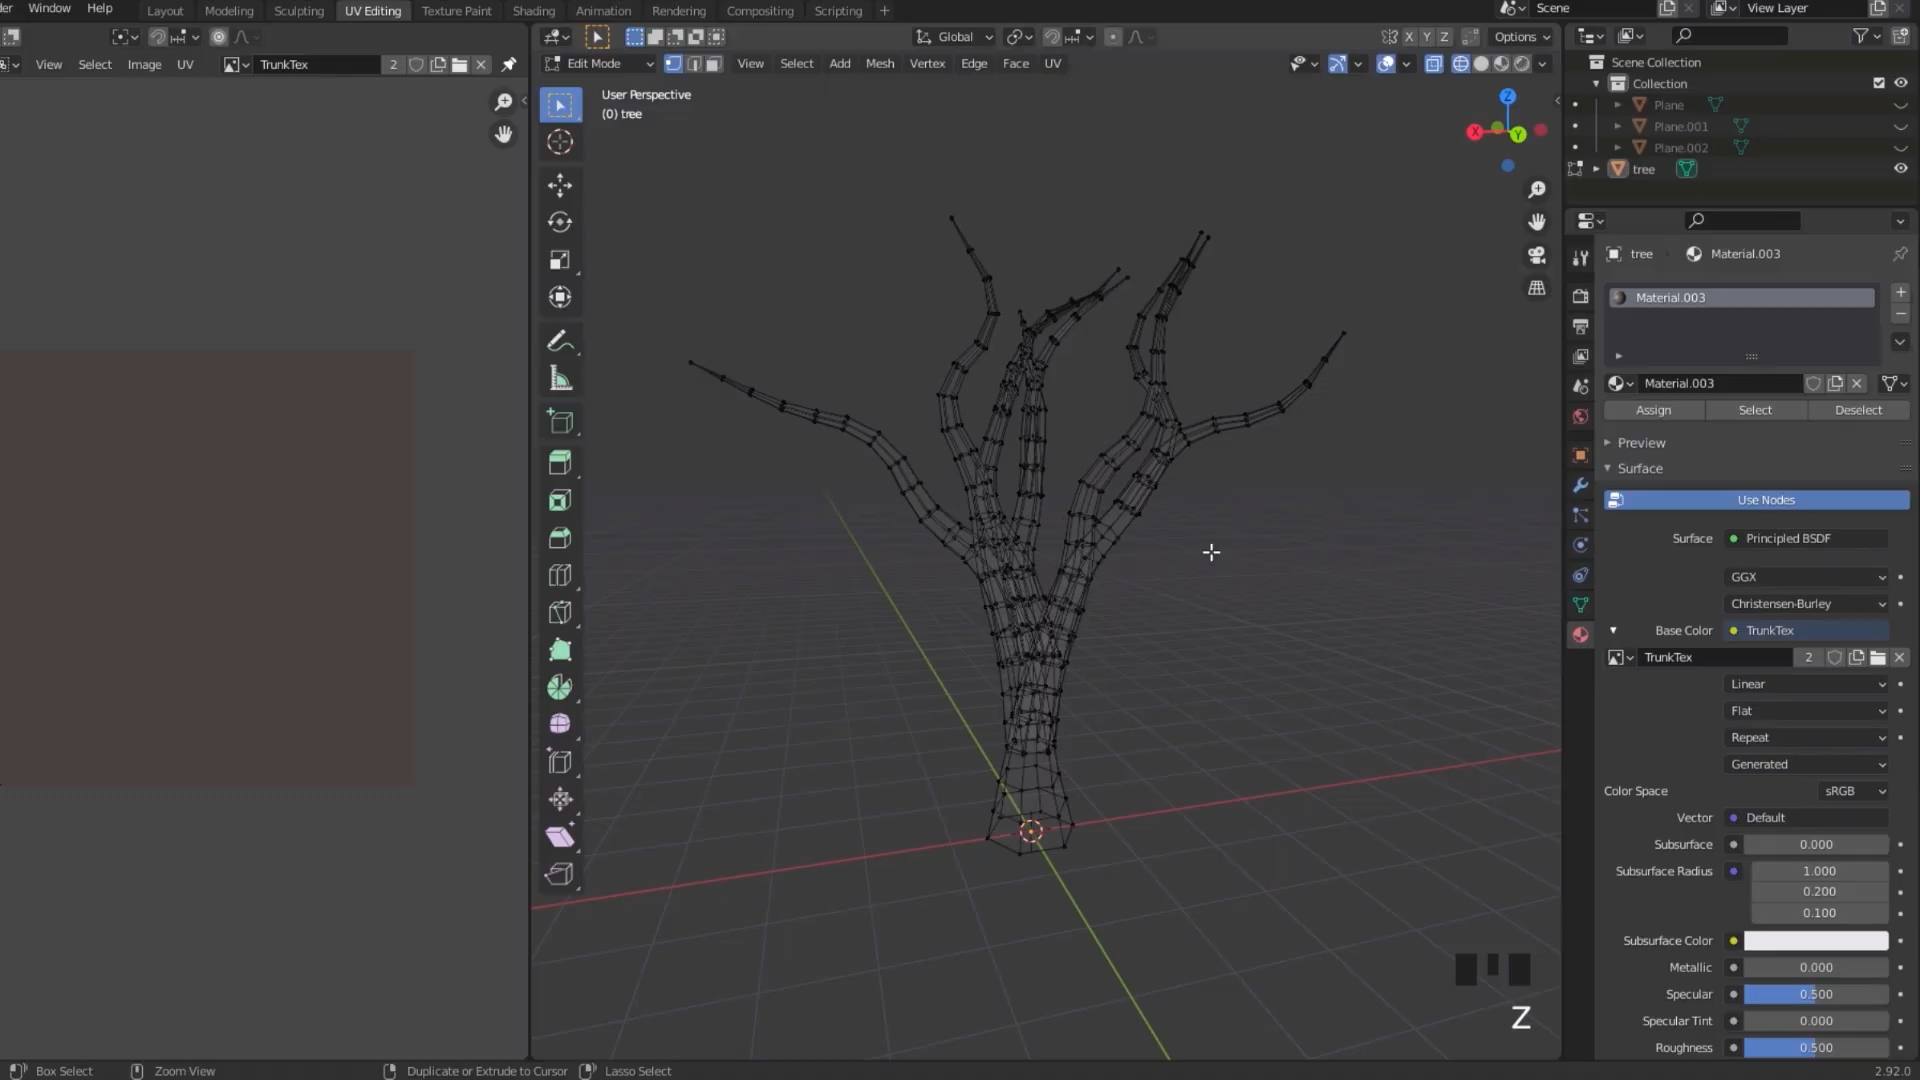 der Window Help Layout Modeling Sculpting UV Editing Texture Paint Shading Animation Rendering Compositing Scripting + Scene View Layer
Global X Y Z Options
View Select Image UV TrunkTex 2
Edit Mode View Select Add Mesh Vertex Edge Face UV
User Perspective
(0) tree
Z
X
Y
Scene Collection
Collection
Plane
Plane.001
Plane.002
tree
tree Material.003
Material.003
Material.003
Assign Select Deselect
Preview
Surface
Use Nodes
Surface Principled BSDF
GGX
Christensen-Burley
Base Color TrunkTex
TrunkTex 2
Linear
Flat
Repeat
Generated
Color Space sRGB
Vector Default
Subsurface 0.000
Subsurface Radius 1.000
0.200
0.100
Subsurface Color
Metallic 0.000
Specular 0.500
Specular Tint 0.000
Roughness 0.500
Z
Box Select Zoom View Duplicate or Extrude to Cursor Lasso Select 2.92.0